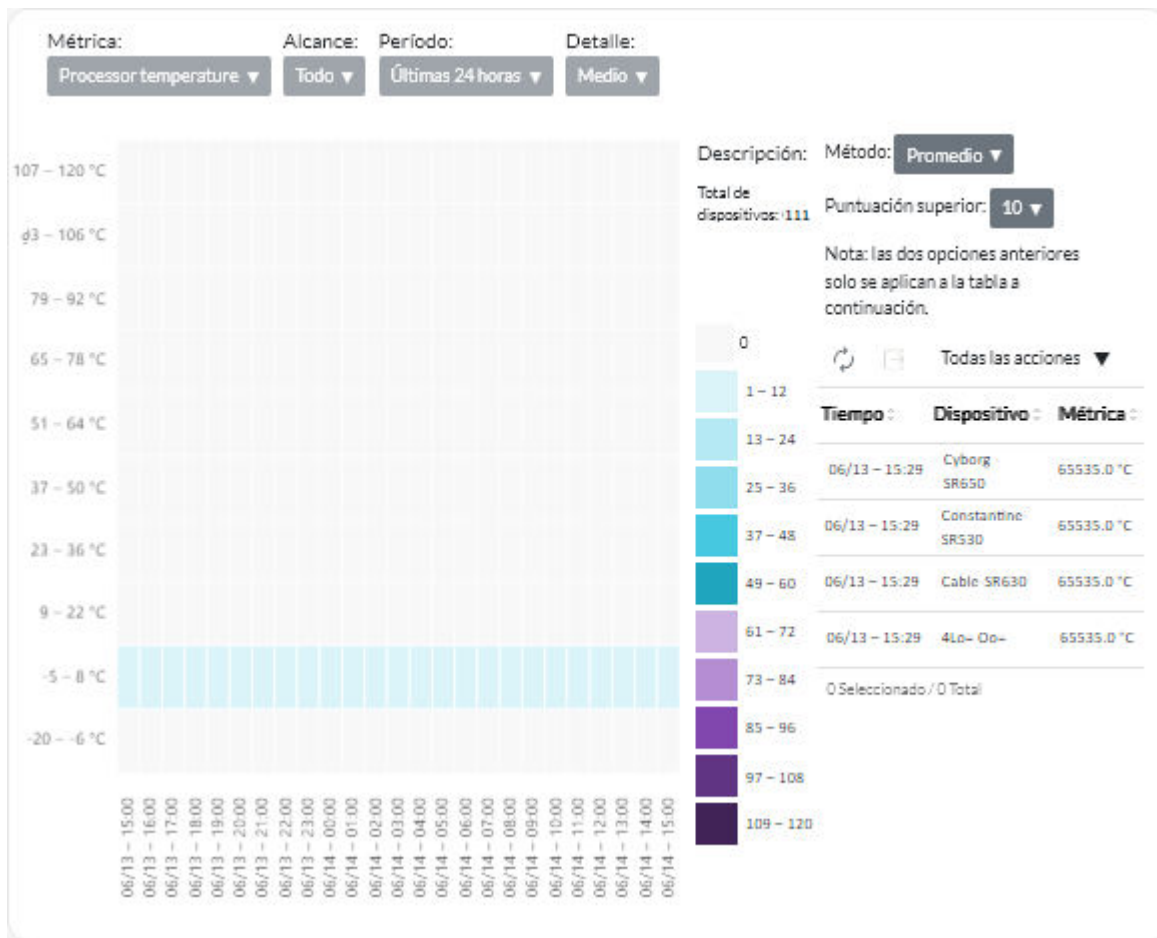 Métrica: Alcance: Período: Detalle:
Processor temperature ▼ Todo ▼ Últimas 24 horas ▼ Medio ▼
107 – 120 °C
93 – 106 °C
79 – 92 °C
65 – 78 °C
51 – 64 °C
37 – 50 °C
23 – 36 °C
9 – 22 °C
-5 – 8 °C
-20 – -6 °C
06/13 – 15:00
06/13 – 16:00
06/13 – 17:00
06/13 – 18:00
06/13 – 19:00
06/13 – 20:00
06/13 – 21:00
06/13 – 22:00
06/13 – 23:00
06/14 – 00:00
06/14 – 01:00
06/14 – 02:00
06/14 – 03:00
06/14 – 04:00
06/14 – 05:00
06/14 – 06:00
06/14 – 07:00
06/14 – 08:00
06/14 – 09:00
06/14 – 10:00
06/14 – 11:00
06/14 – 12:00
06/14 – 13:00
06/14 – 14:00
06/14 – 15:00
Descripción:
Total de
dispositivos: 111
0
1 – 12
13 – 24
25 – 36
37 – 48
49 – 60
61 – 72
73 – 84
85 – 96
97 – 108
109 – 120
Método: Promedio ▼
Puntuación superior: 10 ▼
Nota: las dos opciones anteriores
solo se aplican a la tabla a
continuación.
Todas las acciones ▼
Tiempo Dispositivo Métrica
06/13 – 15:29 Cyborg SR650 65535.0 °C
06/13 – 15:29 Constantine-SR530 65535.0 °C
06/13 – 15:29 Cable-SR630 65535.0 °C
06/13 – 15:29 65535.0 °C
0 Seleccionado / 0 Total